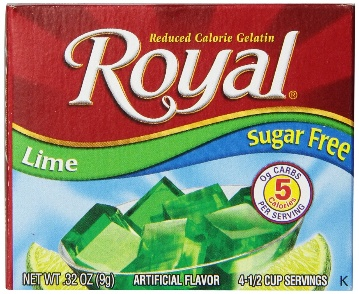 Reduced Calorie Gelatin
Royal®
Lime
Sugar Free
0g CARBS
5
Calories
PER SERVING
NET WT .32 OZ (9g)
ARTIFICIAL FLAVOR
4-1/2 CUP SERVINGS
K